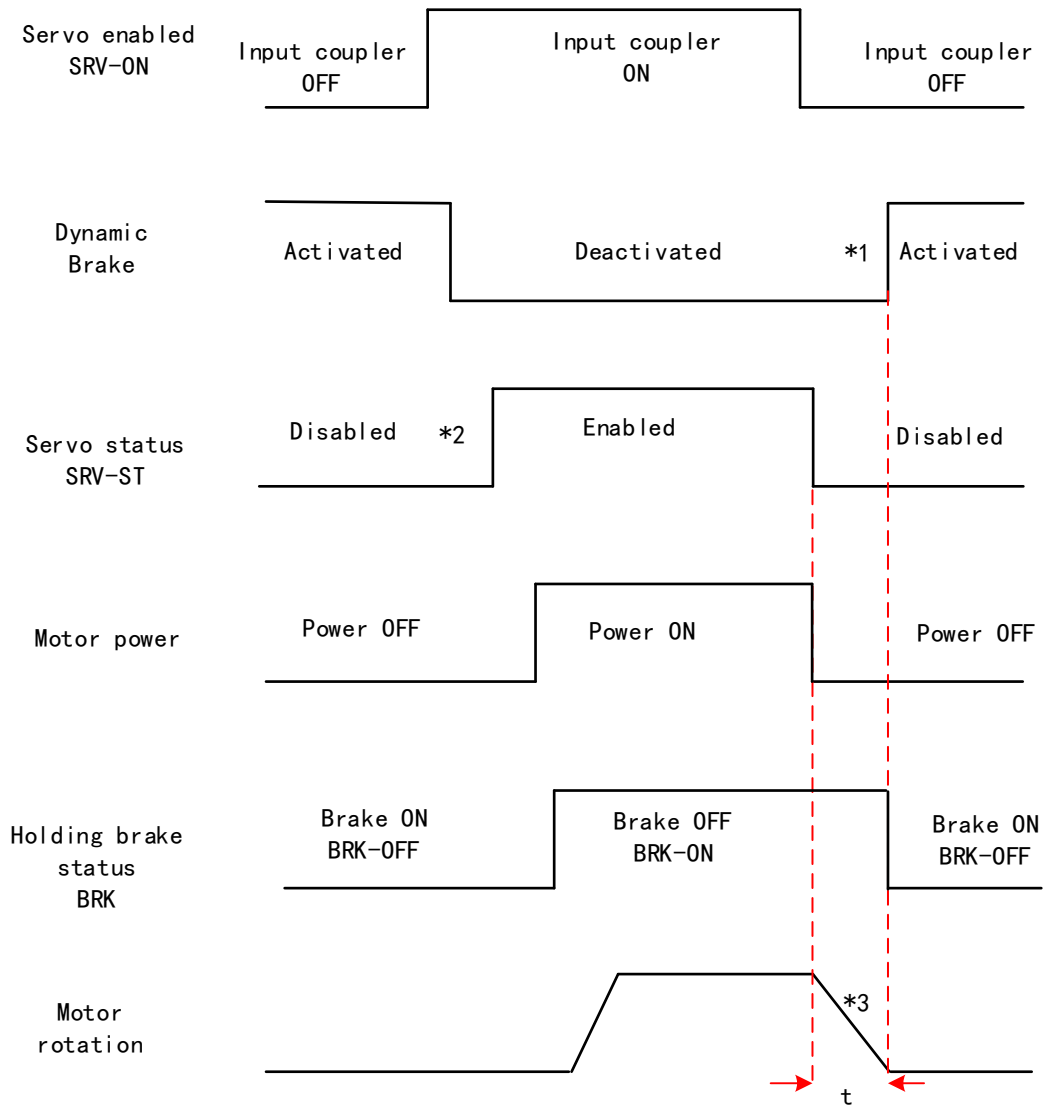 Servo enabled
SRV-ON
Input coupler
OFF
Input coupler
ON
Input coupler
OFF
Dynamic
Brake
Activated
Deactivated
*1
Activated
Servo status
SRV-ST
Disabled
*2
Enabled
Disabled
Motor power
Power OFF
Power ON
Power OFF
Holding brake
status
BRK
Brake ON
BRK-OFF
Brake OFF
BRK-ON
Brake ON
BRK-OFF
Motor
rotation
*3
t